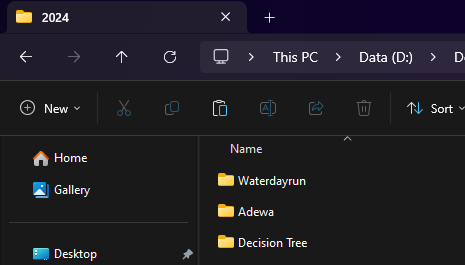 2024
This PC > Data (D:) >
New
Sort
Home
Gallery
Desktop
Name
Waterdayrun
Adewa
Decision Tree